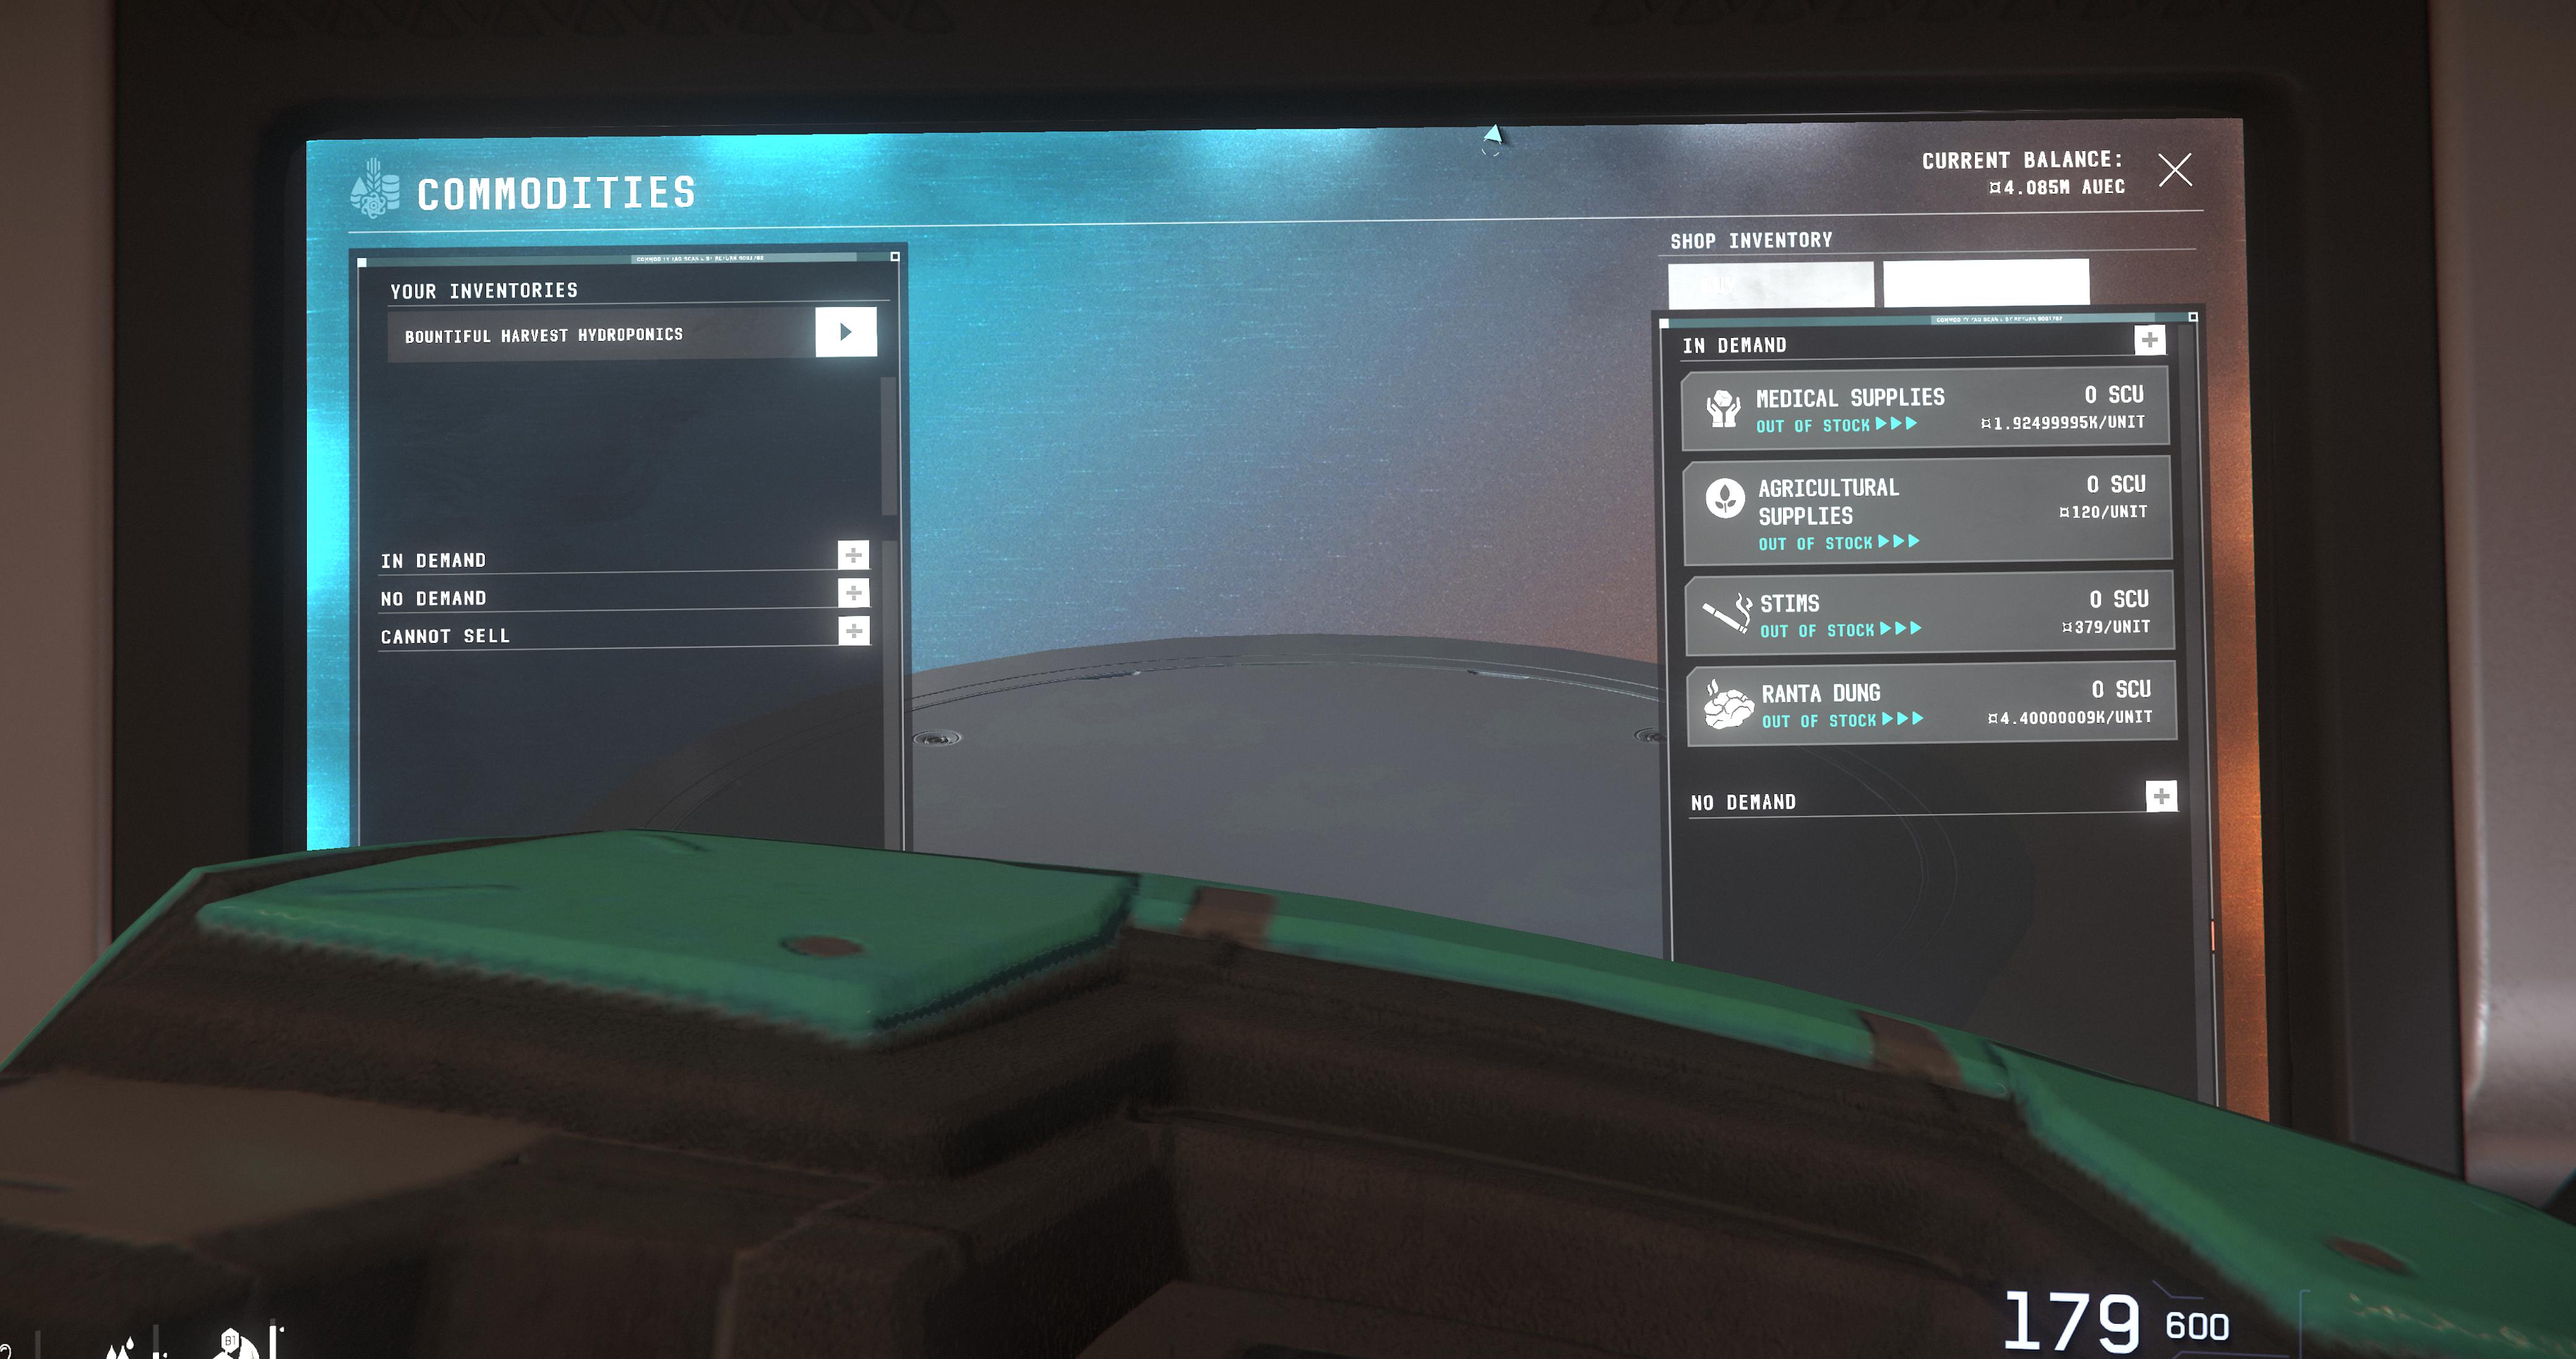 COMMODITIES
CURRENT BALANCE:
¤4.085M AUEC
YOUR INVENTORIES
BOUNTIFUL HARVEST HYDROPONICS
IN DEMAND
NO DEMAND
CANNOT SELL
SHOP INVENTORY
IN DEMAND
MEDICAL SUPPLIES 0 SCU
OUT OF STOCK ¤1.92499995K/UNIT
AGRICULTURAL 0 SCU
SUPPLIES ¤120/UNIT
OUT OF STOCK
STIMS 0 SCU
OUT OF STOCK ¤379/UNIT
RANTA DUNG 0 SCU
OUT OF STOCK ¤4.40000009K/UNIT
NO DEMAND
179 600
B1